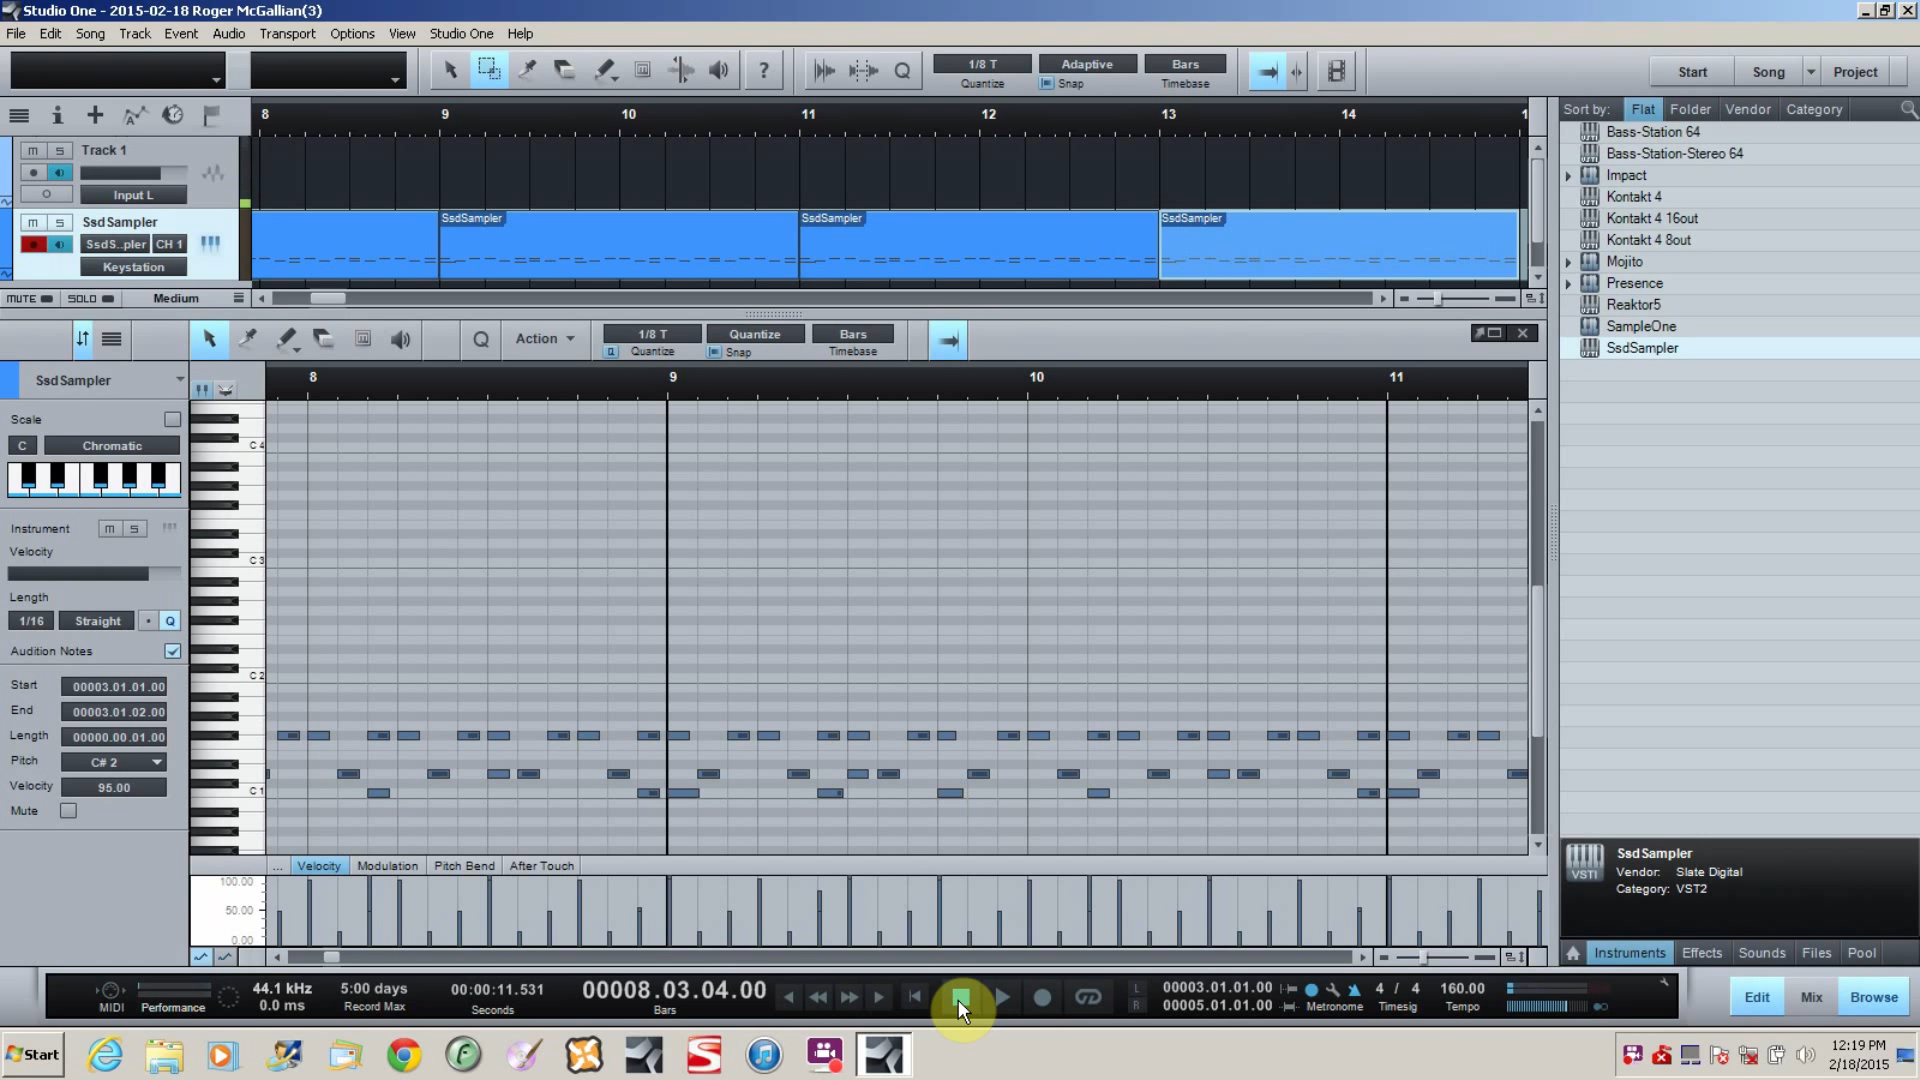 Studio One - 2015-02-18 Roger McGallian(3)
File Edit Song Track Event Audio Transport Options View Studio One Help
1/8 T Adaptive Bars
Quantize Snap Timebase
Start Song Project
8 9 10 11 12 13 14 1
Sort by: Flat Folder Vendor Category
M S Track 1
Input L
M S SsdSampler
SsdS..pler CH 1
Keystation
SsdSampler SsdSampler SsdSampler
MUTE SOLO Medium
Bass-Station 64
Bass-Station-Stereo 64
Impact
Kontakt 4
Kontakt 4 16out
Kontakt 4 8out
Mojito
Presence
Reaktor5
SampleOne
SsdSampler
Q Action 1/8 T Quantize Bars
Quantize Snap Timebase
SsdSampler
8 9 10 11
Scale
C Chromatic
C 4
C 3
C 2
C 1
Instrument M S
Velocity
Length
1/16 Straight Q
Audition Notes
Start 00003.01.01.00
End 00003.01.02.00
Length 00000.00.01.00
Pitch C# 2
Velocity 95.00
Mute
... Velocity Modulation Pitch Bend After Touch
100.00
50.00
0.00
SsdSampler
Vendor: Slate Digital
Category: VST2
VSTi
Instruments Effects Sounds Files Pool
MIDI Performance
44.1 kHz
0.0 ms
5:00 days
Record Max
00:00:11.531
Seconds
00008.03.04.00
Bars
L 00003.01.01.00
R 00005.01.01.00
Metronome
4 / 4
Timesig
160.00
Tempo
Edit Mix Browse
Start
12:19 PM
2/18/2015